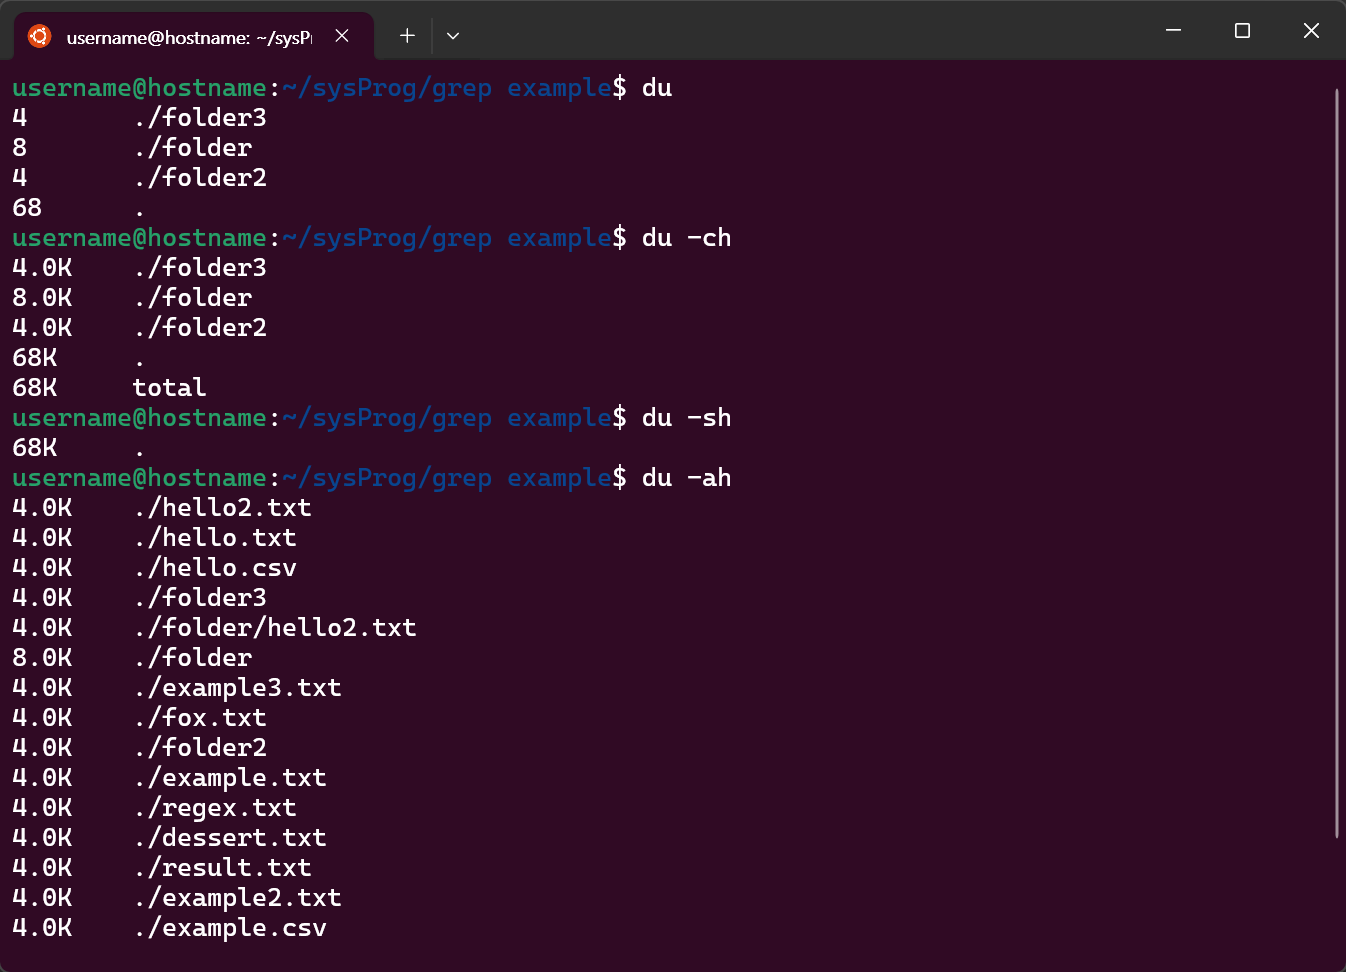 username@hostname: ~/sysPr
username@hostname:~/sysProg/grep example$ du
4       ./folder3
8       ./folder
4       ./folder2
68      .
username@hostname:~/sysProg/grep example$ du -ch
4.0K    ./folder3
8.0K    ./folder
4.0K    ./folder2
68K     .
68K     total
username@hostname:~/sysProg/grep example$ du -sh
68K     .
username@hostname:~/sysProg/grep example$ du -ah
4.0K    ./hello2.txt
4.0K    ./hello.txt
4.0K    ./hello.csv
4.0K    ./folder3
4.0K    ./folder/hello2.txt
8.0K    ./folder
4.0K    ./example3.txt
4.0K    ./fox.txt
4.0K    ./folder2
4.0K    ./example.txt
4.0K    ./regex.txt
4.0K    ./dessert.txt
4.0K    ./result.txt
4.0K    ./example2.txt
4.0K    ./example.csv